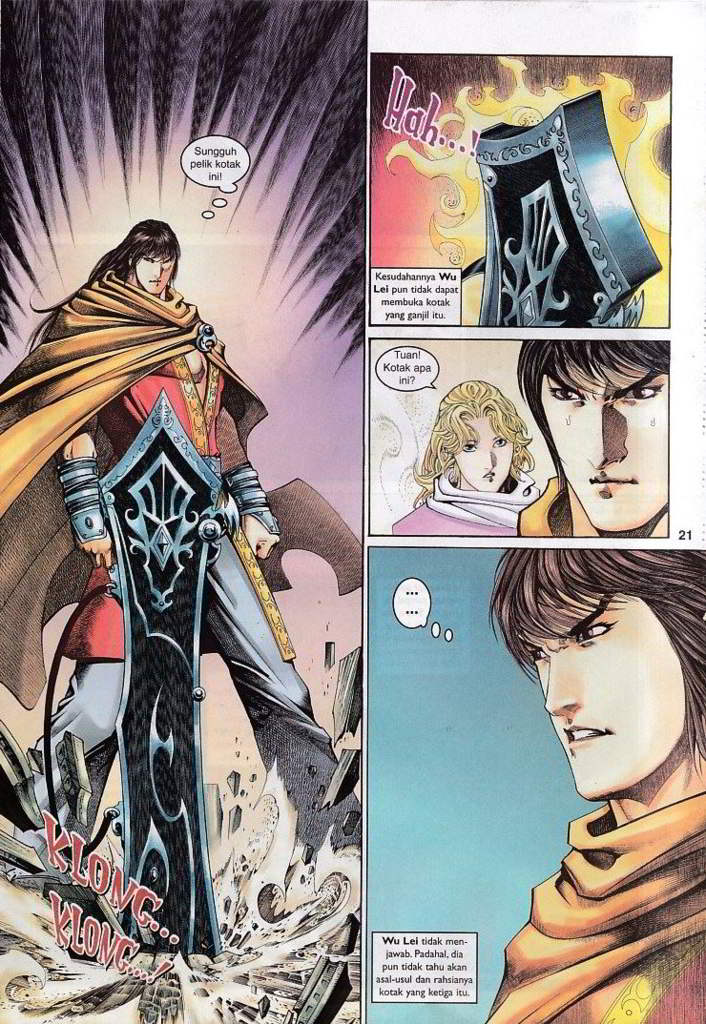 Sungguh
pelik kotak
ini!
KLONG...
KLONG...!
Hah...!
Kesudahannya Wu
Lei pun tidak dapat
membuka kotak
yang ganjil itu.
Tuan!
Kotak apa
ini?
21
...
...
Wu Lei tidak men-
jawab. Padahal, dia
pun tidak tahu akan
asal-usul dan rahsianya
kotak yang ketiga itu.